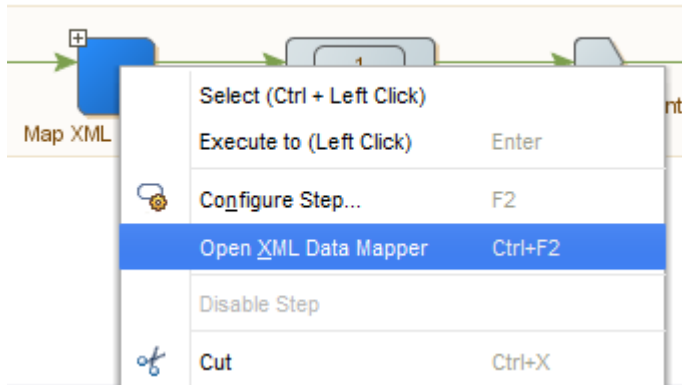 1
nt
Map XML
Select (Ctrl + Left Click)
Execute to (Left Click) Enter
Configure Step... F2
Open XML Data Mapper Ctrl+F2
Disable Step
Cut Ctrl+X